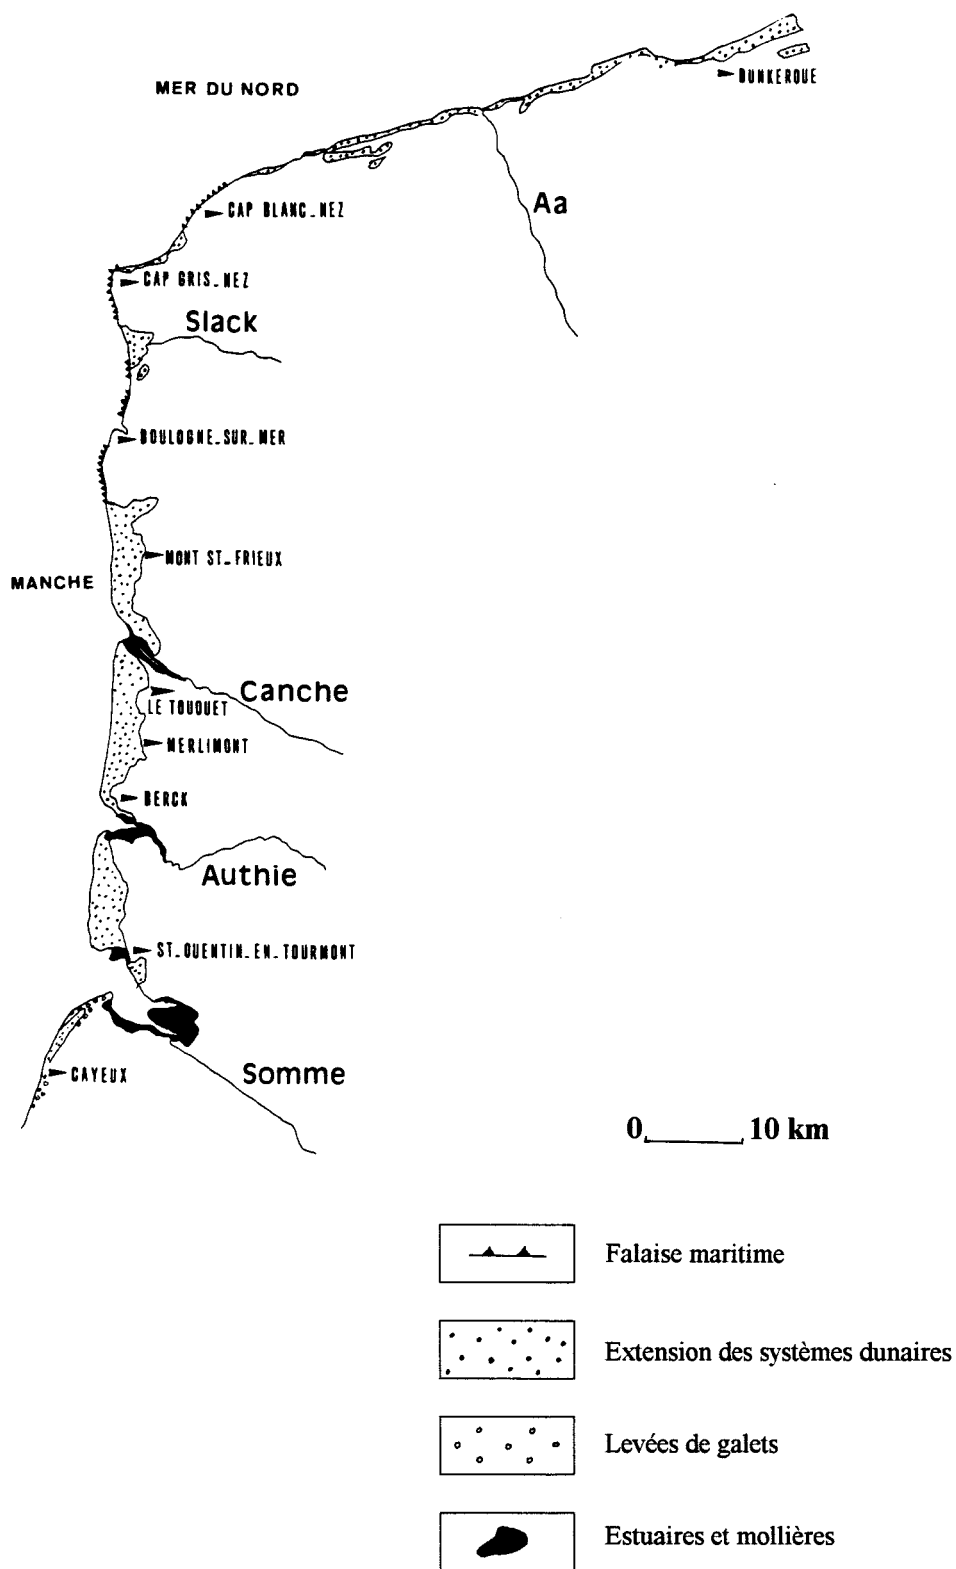 MER DU NORD
DUNKERQUE
Aa
CAP BLANC_NEZ
CAP GRIS_NEZ
Slack
BOULOGNE_SUR_MER
MONT ST_FRIEUX
MANCHE
Canche
LE TOUQUET
MERLIMONT
BERCK
Authie
ST_QUENTIN_EN_TOURMONT
CAYEUX
Somme
0 10 km
Falaise maritime
Extension des systèmes dunaires
Levées de galets
Estuaires et mollières